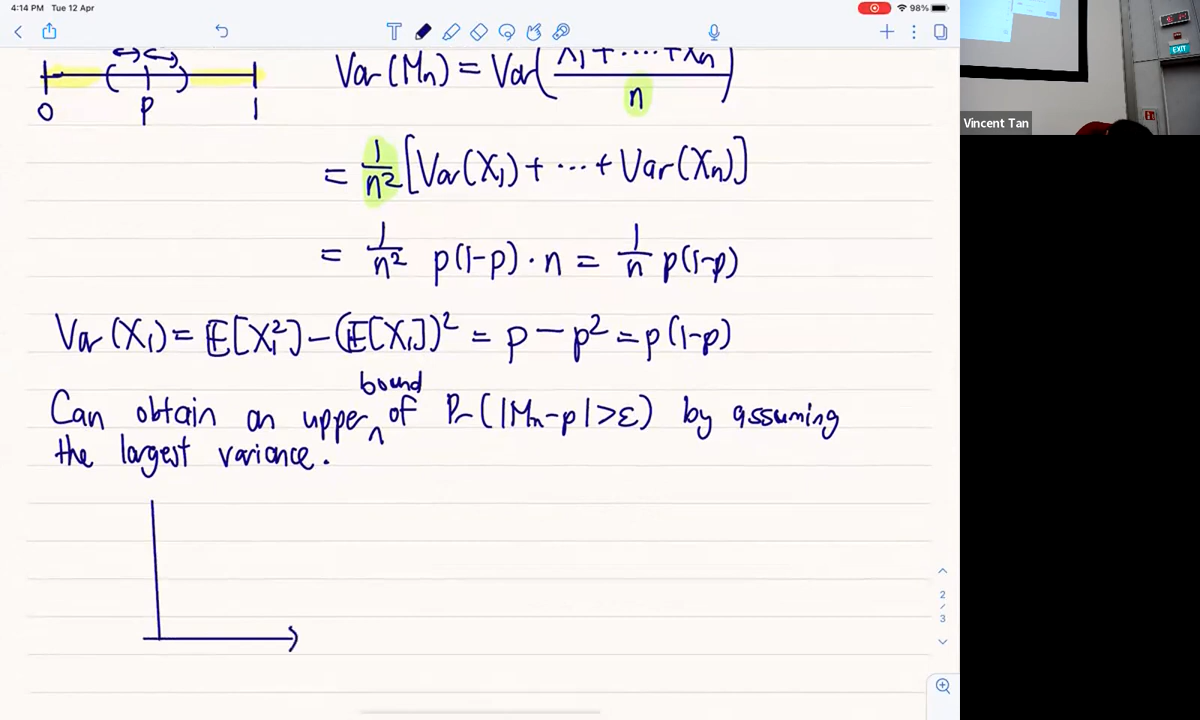 4:14 PM Tue 12 Apr
98%
0 p 1
Var(Mn) = Var(X1+....+Xn / n)
= 1/n² [Var(X1)+ ... + Var(Xn)]
= 1/n² p(1-p) · n = 1/n p(1-p)
Var(X1) = 𝔼[X1²] - (𝔼[X1])² = p - p² = p(1-p)
Can obtain an upper bound of Pr(|Mn-p|>ε) by assuming
the largest variance.
2
/
3
Vincent Tan
EXIT